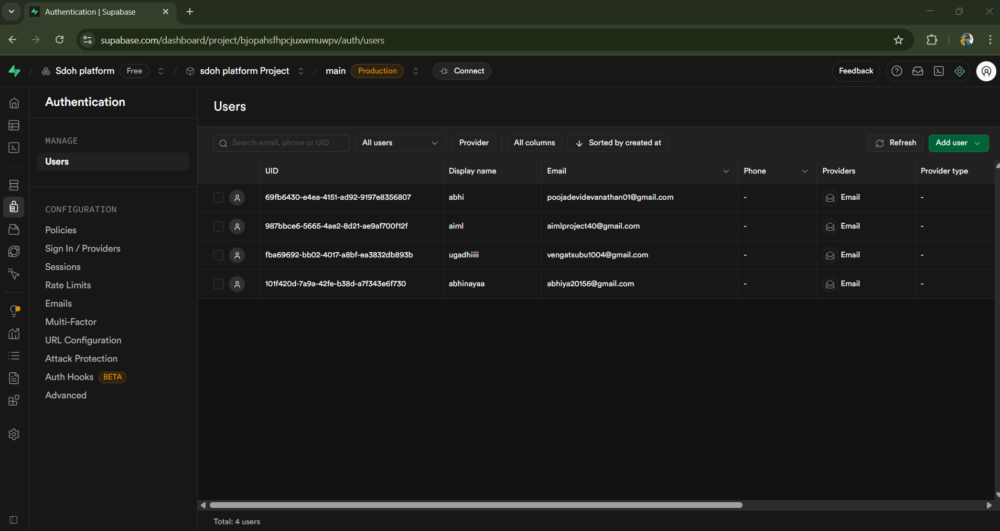 Authentication | Supabase
supabase.com/dashboard/project/bjopahsfhpcjuxwmuwpv/auth/users
Sdoh platform Free sdoh platform Project main Production Connect Feedback
Authentication
MANAGE
Users
CONFIGURATION
Policies
Sign In / Providers
Sessions
Rate Limits
Emails
Multi-Factor
URL Configuration
Attack Protection
Auth Hooks BETA
Advanced
Users
Search email, phone or UID All users Provider All columns Sorted by created at Refresh Add user
UID Display name Email Phone Providers Provider type
69fb6430-e4ea-4151-ad92-9197e8356807 abhi poojadevidevanathan01@gmail.com - Email -
987bbce6-5665-4ae2-8d21-ae9af700f12f aiml aimlproject40@gmail.com - Email -
fba69692-bb02-4017-a8bf-ea3832db893b ugadhiiii vengatsubu1004@gmail.com - Email -
101f420d-7a9a-42fe-b38d-a7f343e6f730 abhinayaa abhiya20156@gmail.com - Email -
Total: 4 users